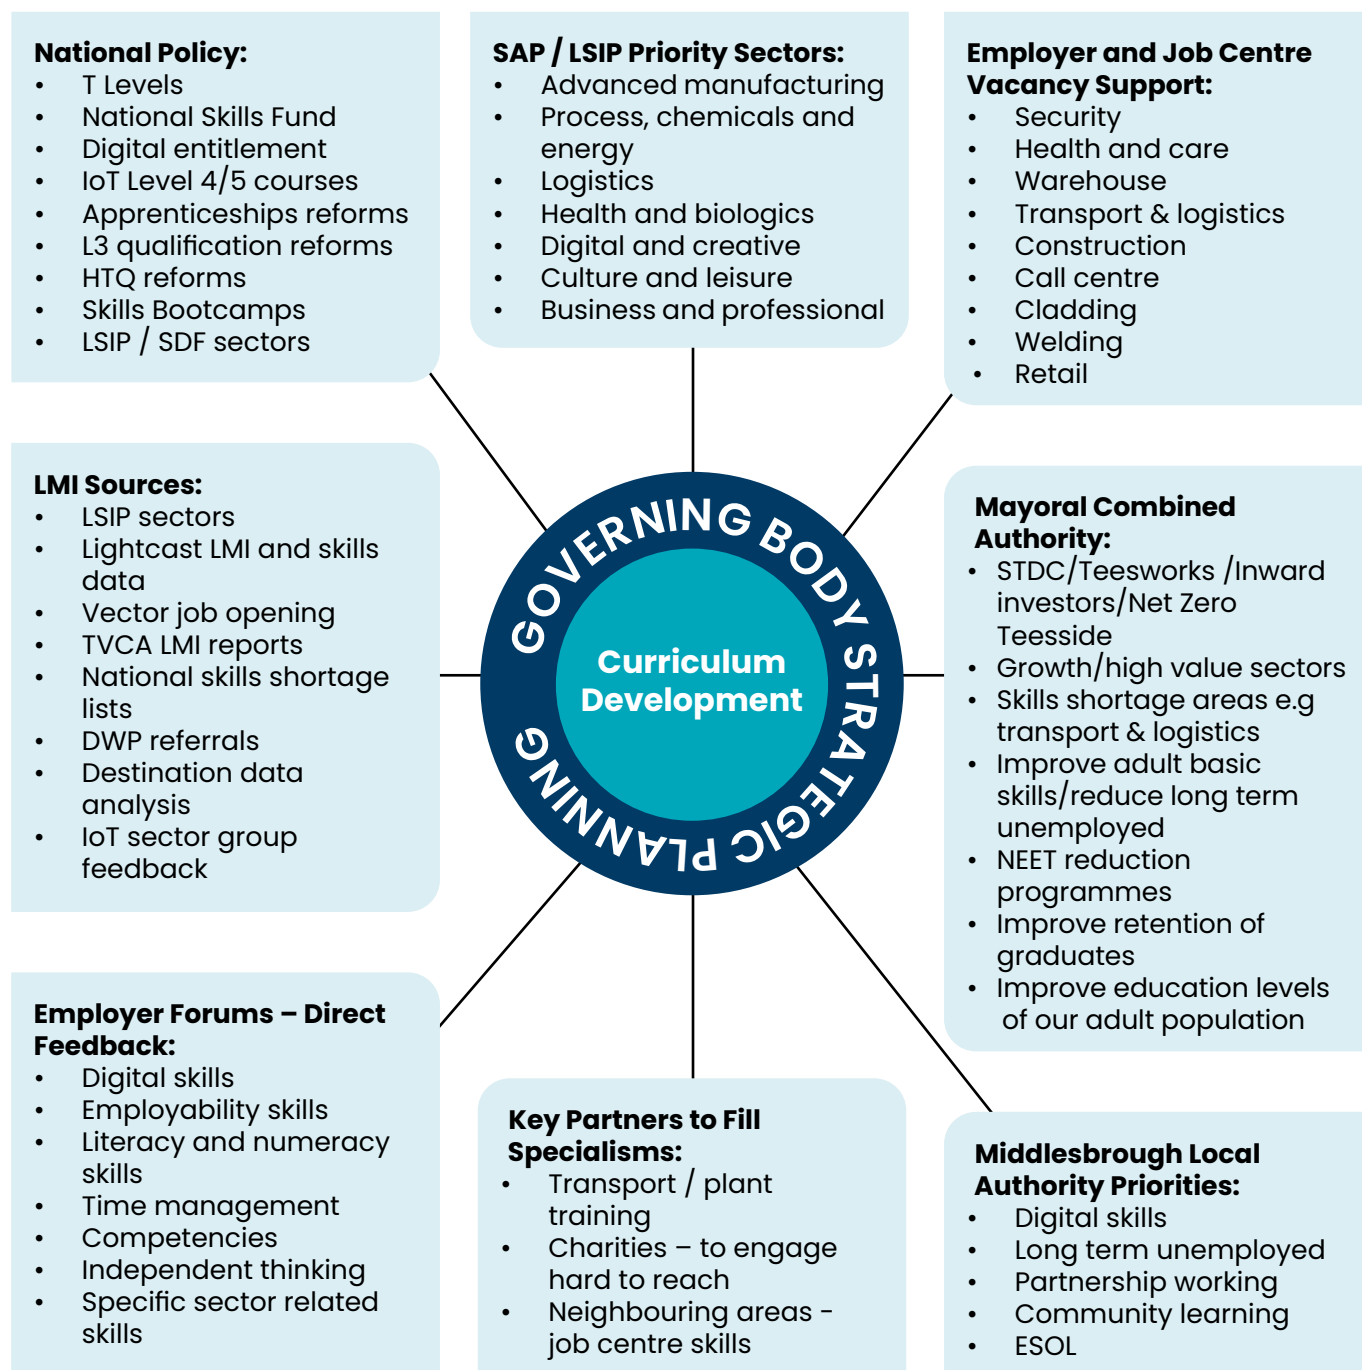 National Policy:
• T Levels
• National Skills Fund
• Digital entitlement
• IoT Level 4/5 courses
• Apprenticeships reforms
• L3 qualification reforms
• HTQ reforms
• Skills Bootcamps
• LSIP / SDF sectors
SAP / LSIP Priority Sectors:
• Advanced manufacturing
• Process, chemicals and
energy
• Logistics
• Health and biologics
• Digital and creative
• Culture and leisure
• Business and professional
Employer and Job Centre
Vacancy Support:
• Security
• Health and care
• Warehouse
• Transport & logistics
• Construction
• Call centre
• Cladding
• Welding
• Retail
LMI Sources:
• LSIP sectors
• Lightcast LMI and skills
data
• Vector job opening
• TVCA LMI reports
• National skills shortage
lists
• DWP referrals
• Destination data
analysis
• IoT sector group
feedback
GOVERNING BODY STRATEGIC PLANNING
Curriculum
Development
Mayoral Combined
Authority:
• STDC/Teesworks /Inward
investors/Net Zero
Teesside
• Growth/high value sectors
• Skills shortage areas e.g
transport & logistics
• Improve adult basic
skills/reduce long term
unemployed
• NEET reduction
programmes
• Improve retention of
graduates
• Improve education levels
of our adult population
Employer Forums – Direct
Feedback:
• Digital skills
• Employability skills
• Literacy and numeracy
skills
• Time management
• Competencies
• Independent thinking
• Specific sector related
skills
Key Partners to Fill
Specialisms:
• Transport / plant
training
• Charities – to engage
hard to reach
• Neighbouring areas -
job centre skills
Middlesbrough Local
Authority Priorities:
• Digital skills
• Long term unemployed
• Partnership working
• Community learning
• ESOL